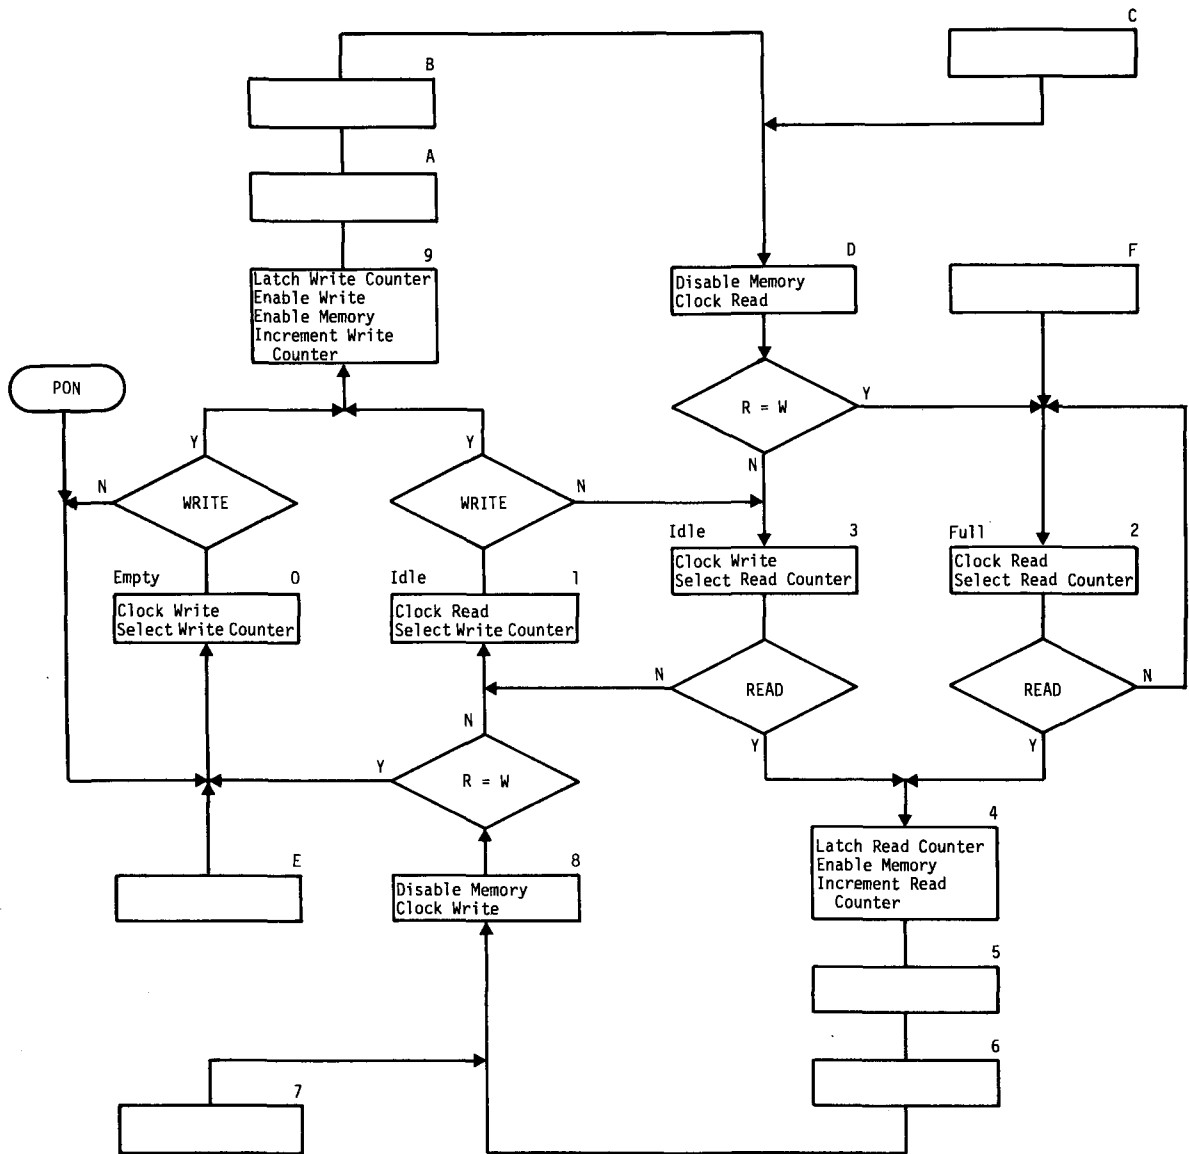 C
B
A
9
Latch Write Counter
Enable Write
Enable Memory
Increment Write
Counter
D
Disable Memory
Clock Read
F
PON
R = W
Y
N
Y
N
WRITE
Y
WRITE
N
Empty
0
Clock Write
Select Write Counter
Idle
1
Clock Read
Select Write Counter
Idle
3
Clock Write
Select Read Counter
Full
2
Clock Read
Select Read Counter
N
READ
Y
READ
N
Y
N
Y
R = W
4
Latch Read Counter
Enable Memory
Increment Read
Counter
E
8
Disable Memory
Clock Write
5
6
7